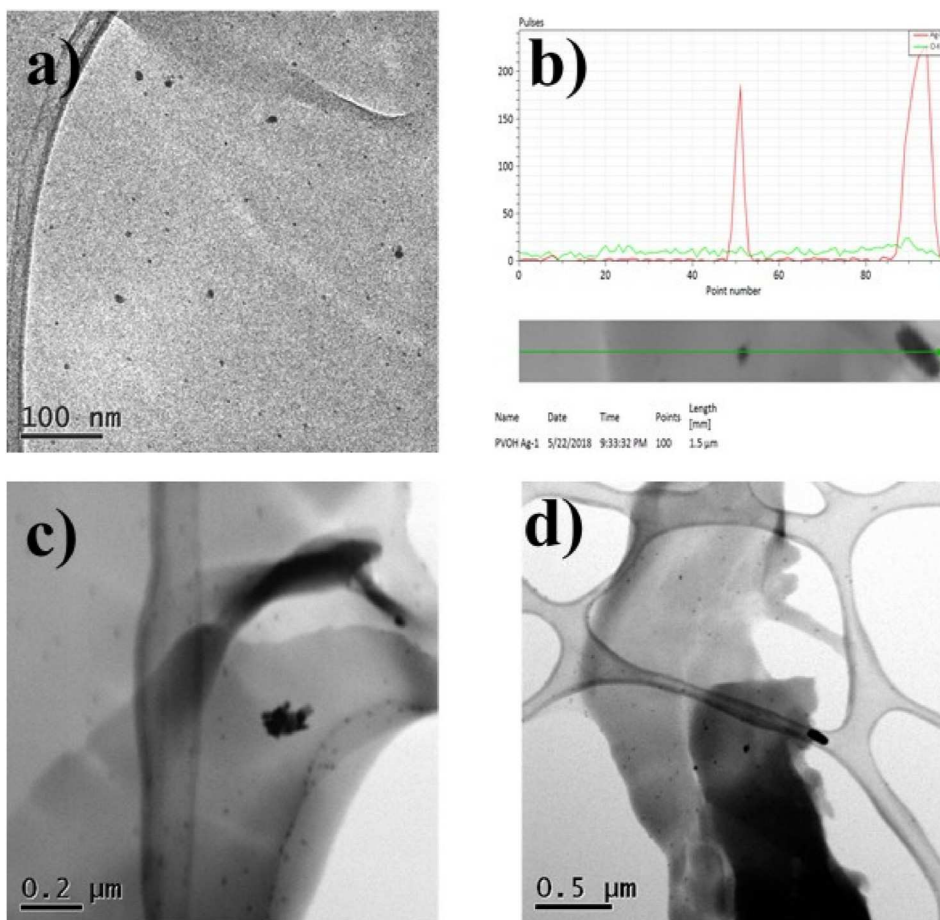 a)
100 nm
b)
Pulses
Ag-
O-K
200
150
100
50
0
0 20 40 60 80
Point number
Name Date Time Points Length [mm]
PVOH Ag-1 5/22/2018 9:33:32 PM 100 1.5 µm
c)
0.2 µm
d)
0.5 µm